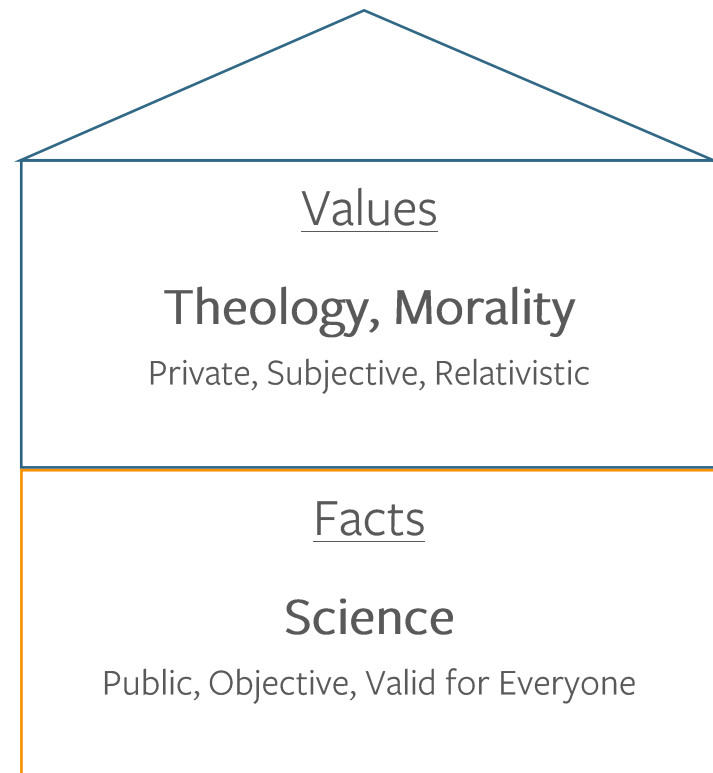 Values
Theology, Morality
Private, Subjective, Relativistic
Facts
Science
Public, Objective, Valid for Everyone